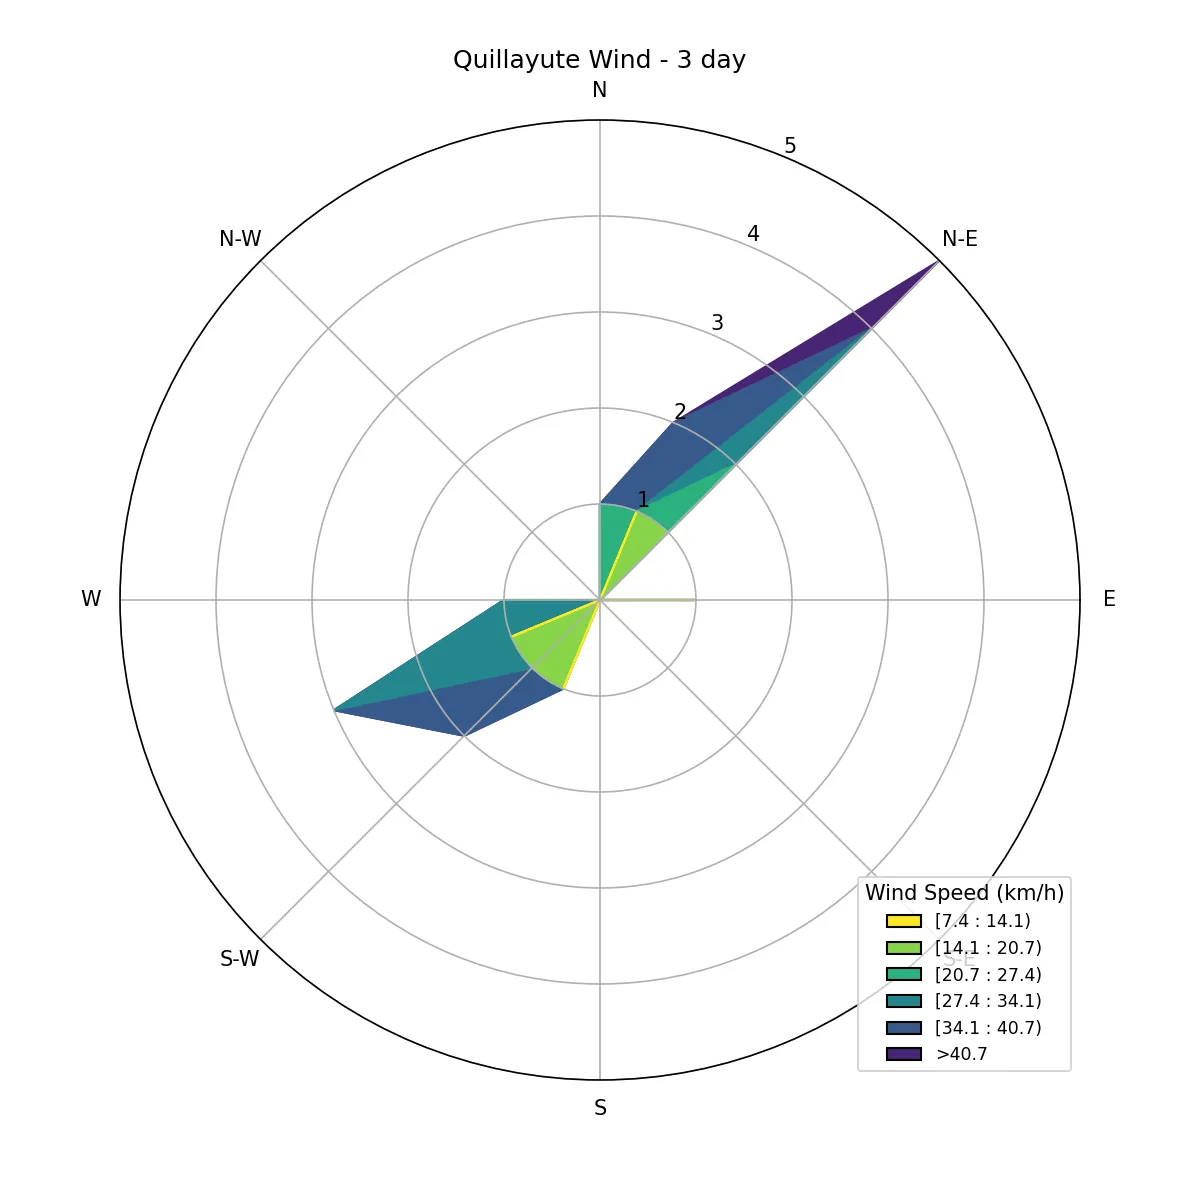 Quillayute Wind - 3 day
N
5
N-W
N-E
4
3
2
1
W
E
Wind Speed (km/h)
[7.4 : 14.1)
[14.1 : 20.7)
[20.7 : 27.4)
[27.4 : 34.1)
[34.1 : 40.7)
>40.7
S-W
S-E
S